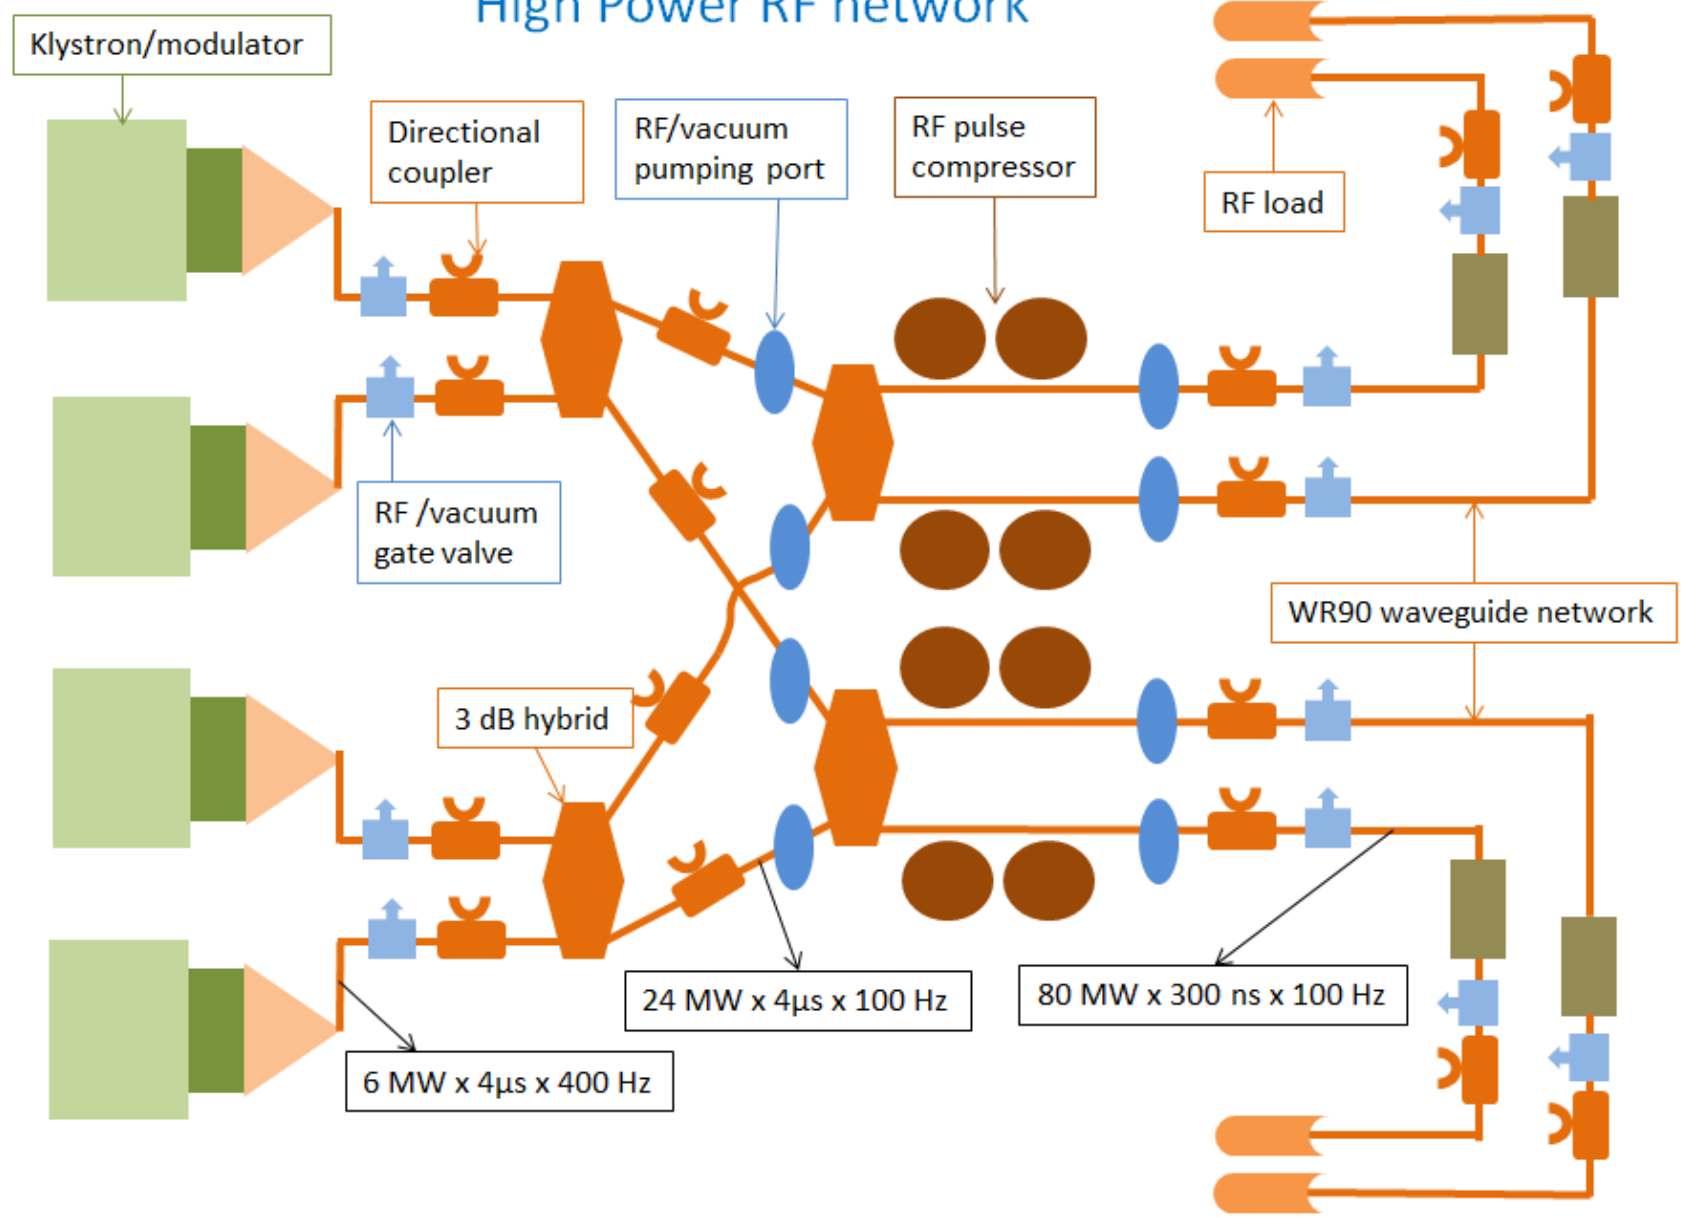 High Power RF network
Klystron/modulator
Directional
coupler
RF/vacuum
pumping port
RF pulse
compressor
RF load
RF /vacuum
gate valve
WR90 waveguide network
3 dB hybrid
24 MW x 4µs x 100 Hz
80 MW x 300 ns x 100 Hz
6 MW x 4µs x 400 Hz